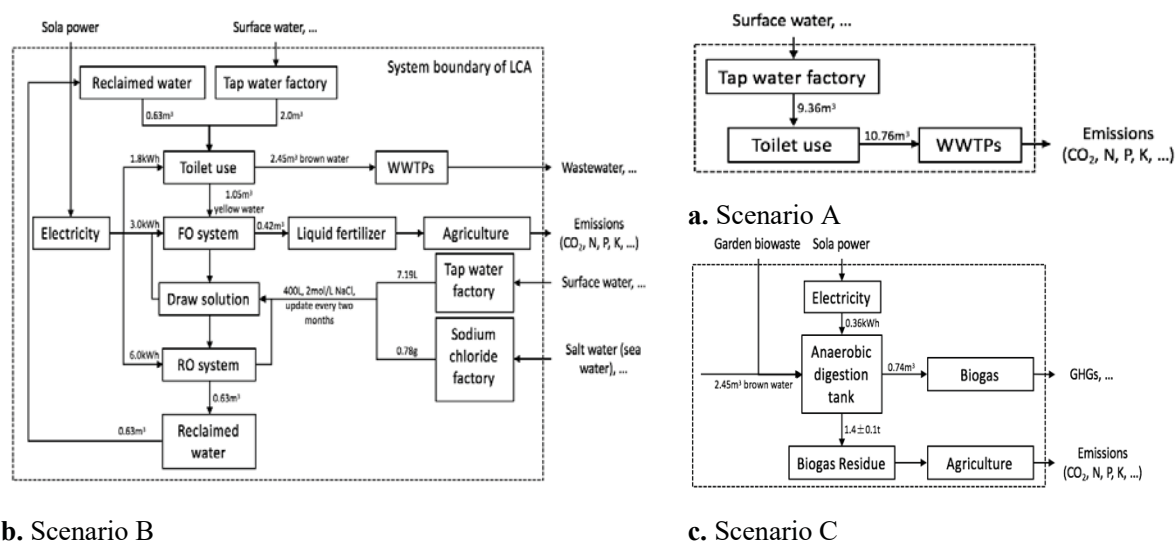 Sola power
Surface water, ...
System boundary of LCA
Reclaimed water
Tap water factory
0.63m³
2.0m³
1.8kWh
Toilet use
2.45m³ brown water
WWTPs
Wastewater, ...
1.05m³
yellow water
Electricity
3.0kWh
FO system
0.42m³
Liquid fertilizer
Agriculture
Emissions
(CO₂, N, P, K, ...)
Draw solution
400L, 2mol/L NaCl,
update every two
months
7.19L
Tap water
factory
Surface water, ...
6.0kWh
RO system
0.78g
Sodium
chloride
factory
Salt water (sea
water), ...
0.63m³
0.63m³
Reclaimed
water
b. Scenario B
Surface water, ...
Tap water factory
9.36m³
Toilet use
10.76m³
WWTPs
Emissions
(CO₂, N, P, K, ...)
a. Scenario A
Garden biowaste
Sola power
Electricity
0.36kWh
Anaerobic
digestion
tank
2.45m³ brown water
0.74m³
Biogas
GHGs, ...
1.4±0.1t
Biogas Residue
Agriculture
Emissions
(CO₂, N, P, K, ...)
c. Scenario C